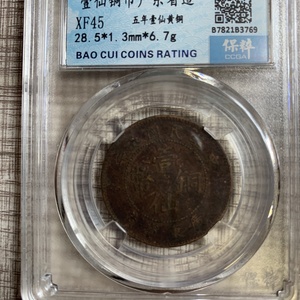 壹仙铜币广东省造
XF45 五年壹仙黄铜
28.5*1.3mm*6.7g
BAO CUI COINS RATING
B7821B3769
保粹
CCGA